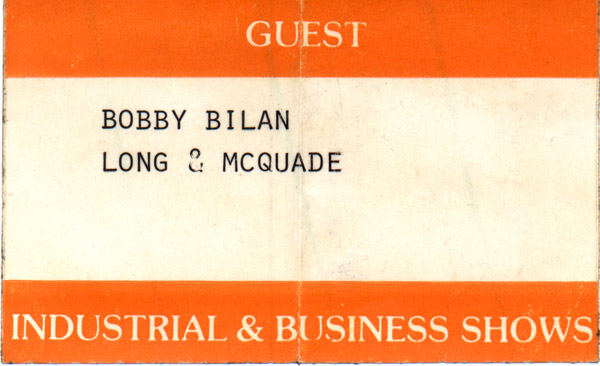 GUEST
BOBBY BILAN
LONG & MCQUADE
INDUSTRIAL & BUSINESS SHOWS